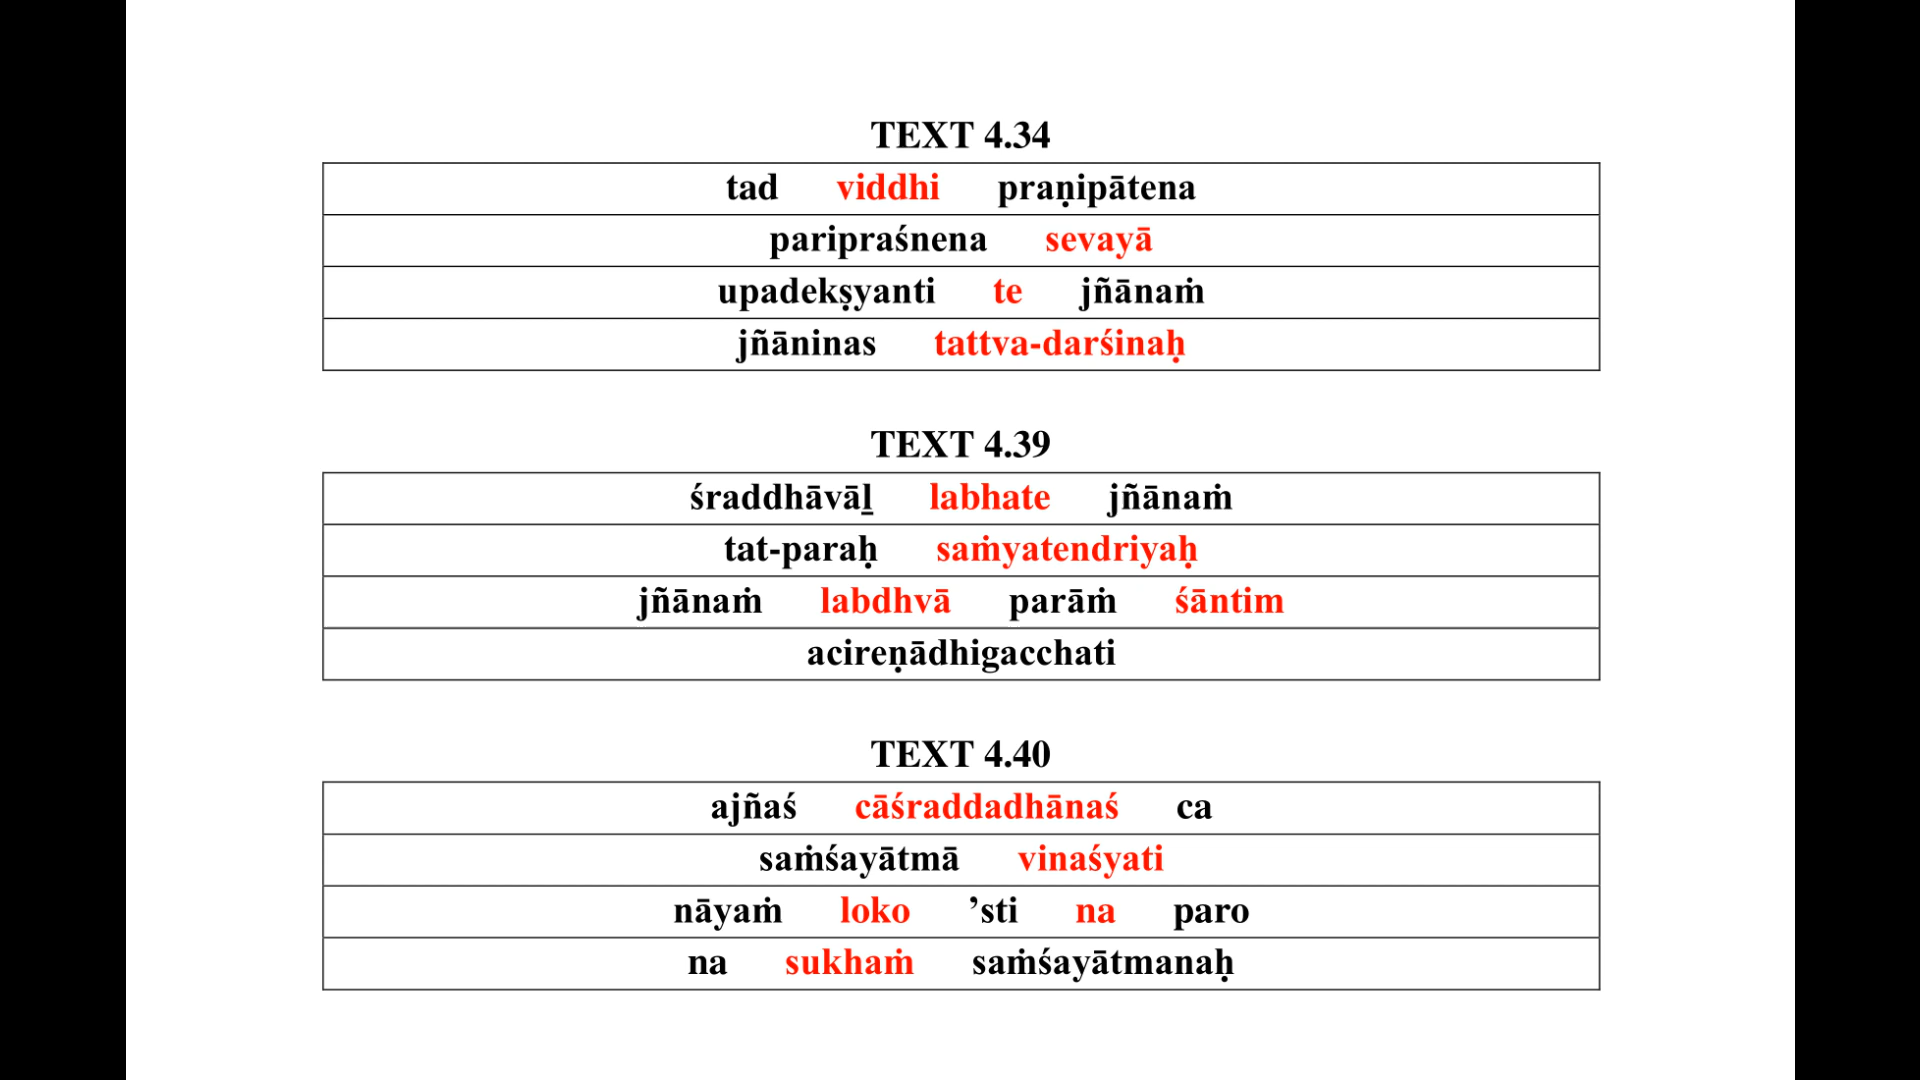 TEXT 4.34
tad viddhi praṇipātena
paripraśnena sevayā
upadekṣyanti te jñānaṁ
jñāninas tattva-darśinaḥ
TEXT 4.39
śraddhāvāḻ labhate jñānaṁ
tat-paraḥ saṁyatendriyaḥ
jñānaṁ labdhvā parāṁ śāntim
acireṇādhigacchati
TEXT 4.40
ajñaś cāśraddadhānaś ca
saṁśayātmā vinaśyati
nāyaṁ loko ’sti na paro
na sukhaṁ saṁśayātmanaḥ